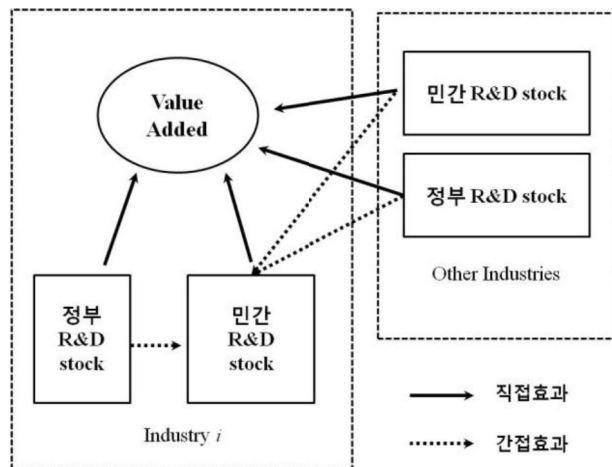 Value
Added
민간 R&D stock
정부 R&D stock
Other Industries
정부
R&D
stock
민간
R&D
stock
Industry i
직접효과
간접효과